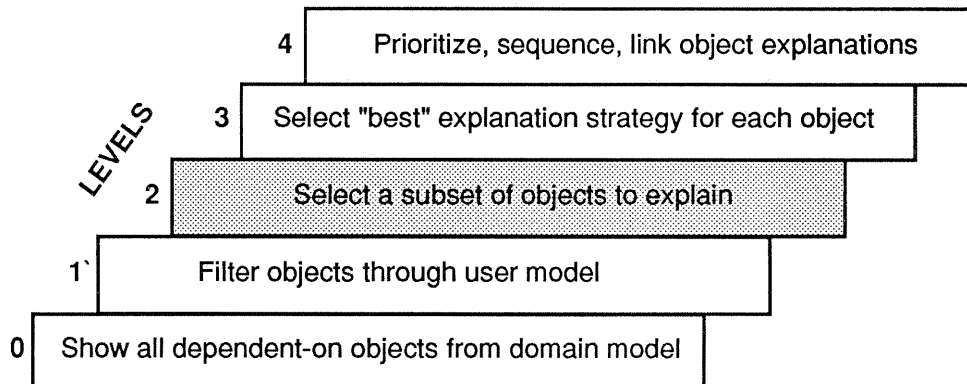 4 Prioritize, sequence, link object explanations
3 Select "best" explanation strategy for each object
LEVELS
2 Select a subset of objects to explain
1` Filter objects through user model
0 Show all dependent-on objects from domain model